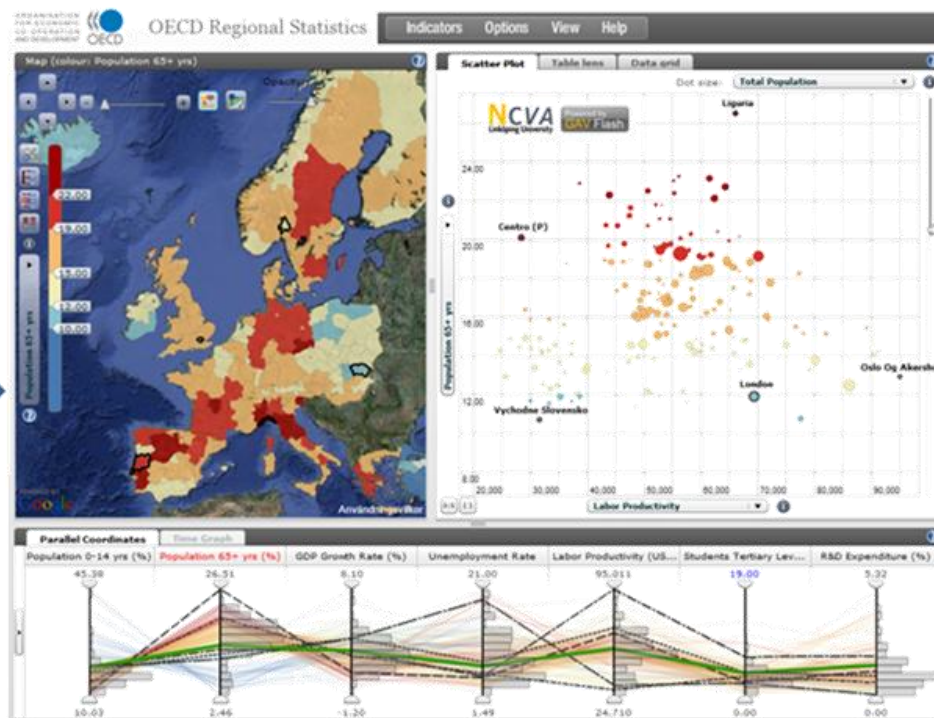 ORGANISATION
FOR ECONOMIC
CO-OPERATION
AND DEVELOPMENT
OECD
OECD Regional Statistics
Indicators Options View Help
Map (colour: Population 65+ yrs)
Opacity
22.00
19.00
15.00
12.00
10.00
Population 65+ yrs
Google
Användningsvillkor
Scatter Plot Table lens Data grid
Dot size: Total Population
NCVA
Linköping University
Powered by
GAV Flash
Liguria
24.00
Centro (P)
20.00
16.00
Oslo Og Akersh
London
12.00
Vychodne Slovensko
8.00
Population 65+ yrs
20,000 30,000 40,000 50,000 60,000 70,000 80,000 90,000
Labor Productivity
Parallel Coordinates Time Graph
Population 0-14 yrs (%) Population 65+ yrs (%) GDP Growth Rate (%) Unemployment Rate Labor Productivity (US... Students Tertiary Lev... R&D Expenditure (%)
45.38 26.51 8.10 21.00 95,011 19.00 5.32
10.03 2.46 -1.20 1.49 24,710 0.00 0.00